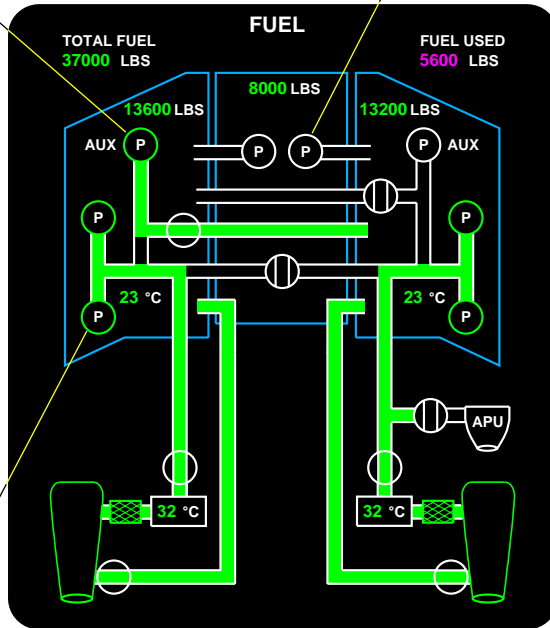 FUEL
TOTAL FUEL
37000 LBS
FUEL USED
5600 LBS
8000 LBS
13600 LBS
13200 LBS
AUX P
P P
P AUX
P
P
23 °C
23 °C
P
P
APU
32 °C
32 °C